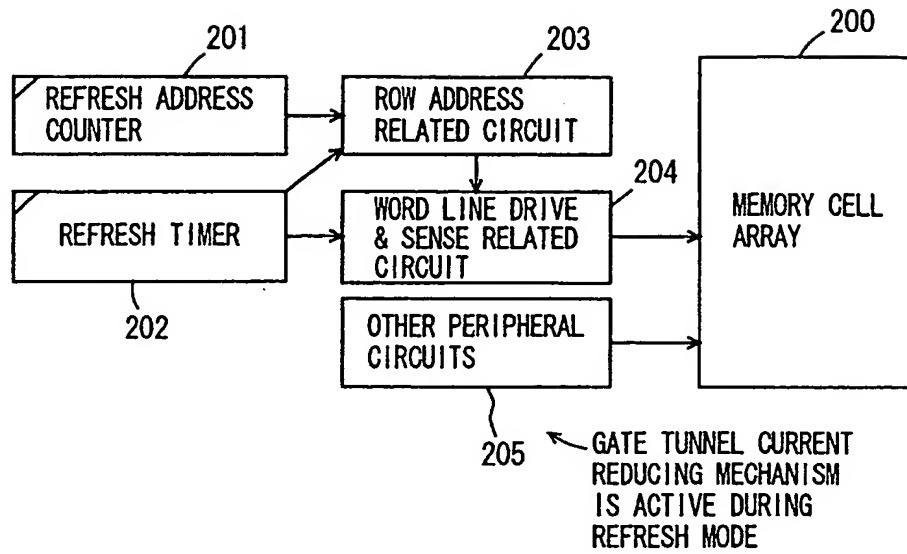 201
203
200
REFRESH ADDRESS
COUNTER
ROW ADDRESS
RELATED CIRCUIT
204
REFRESH TIMER
WORD LINE DRIVE
& SENSE RELATED
CIRCUIT
MEMORY CELL
ARRAY
202
OTHER PERIPHERAL
CIRCUITS
205
GATE TUNNEL CURRENT
REDUCING MECHANISM
IS ACTIVE DURING
REFRESH MODE